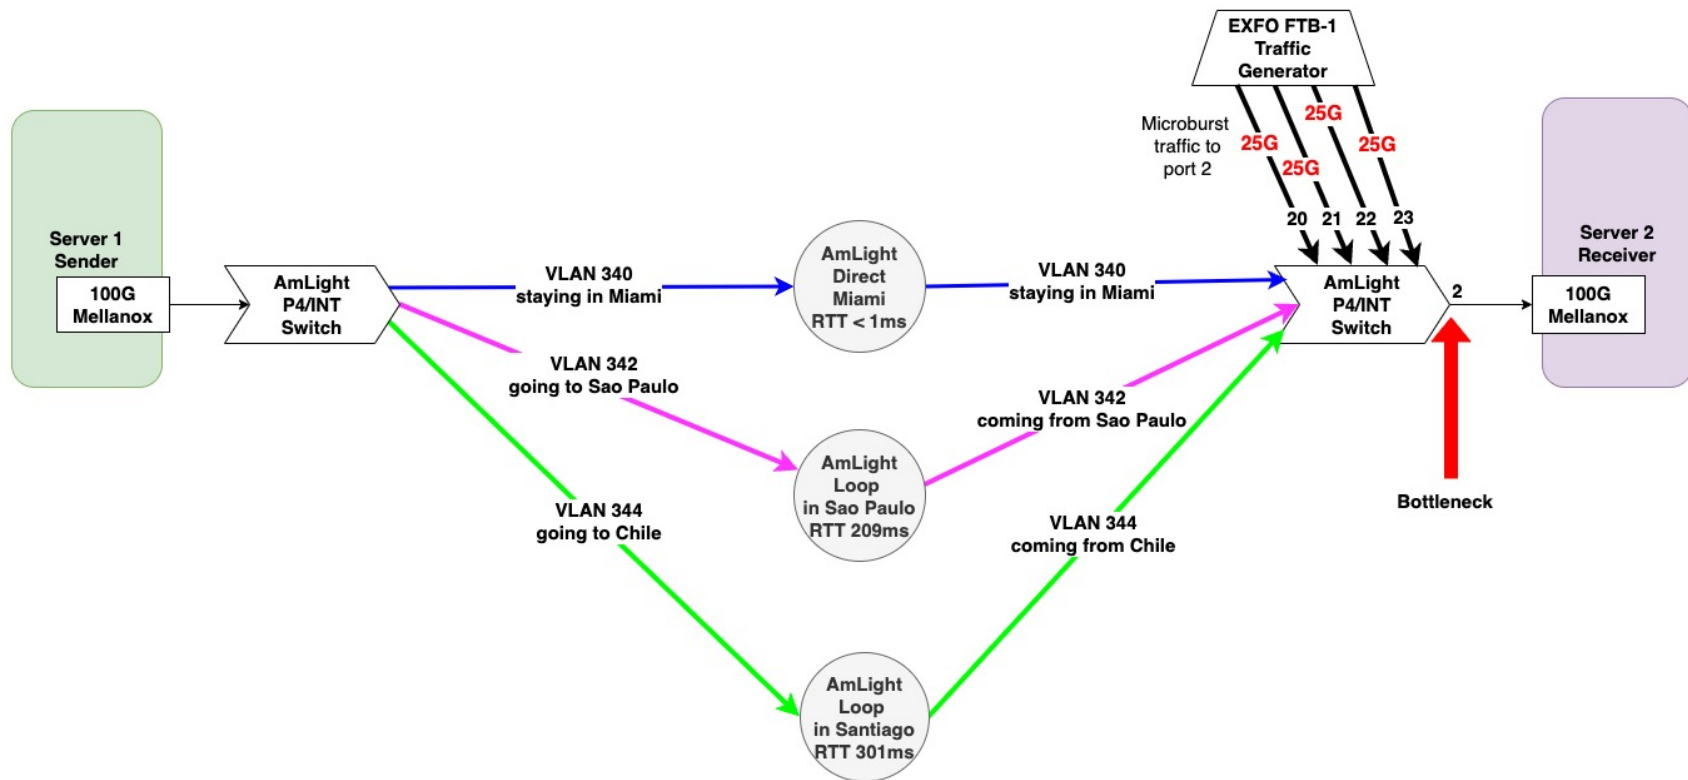 EXFO FTB-1
Traffic
Generator
Microburst
traffic to
port 2
25G
25G
25G
25G
20
21
22
23
Server 1
Sender
100G
Mellanox
AmLight
P4/INT
Switch
VLAN 340
staying in Miami
AmLight
Direct
Miami
RTT < 1ms
VLAN 340
staying in Miami
AmLight
P4/INT
Switch
2
Server 2
Receiver
100G
Mellanox
VLAN 342
going to Sao Paulo
AmLight
Loop
in Sao Paulo
RTT 209ms
VLAN 342
coming from Sao Paulo
Bottleneck
VLAN 344
going to Chile
AmLight
Loop
in Santiago
RTT 301ms
VLAN 344
coming from Chile